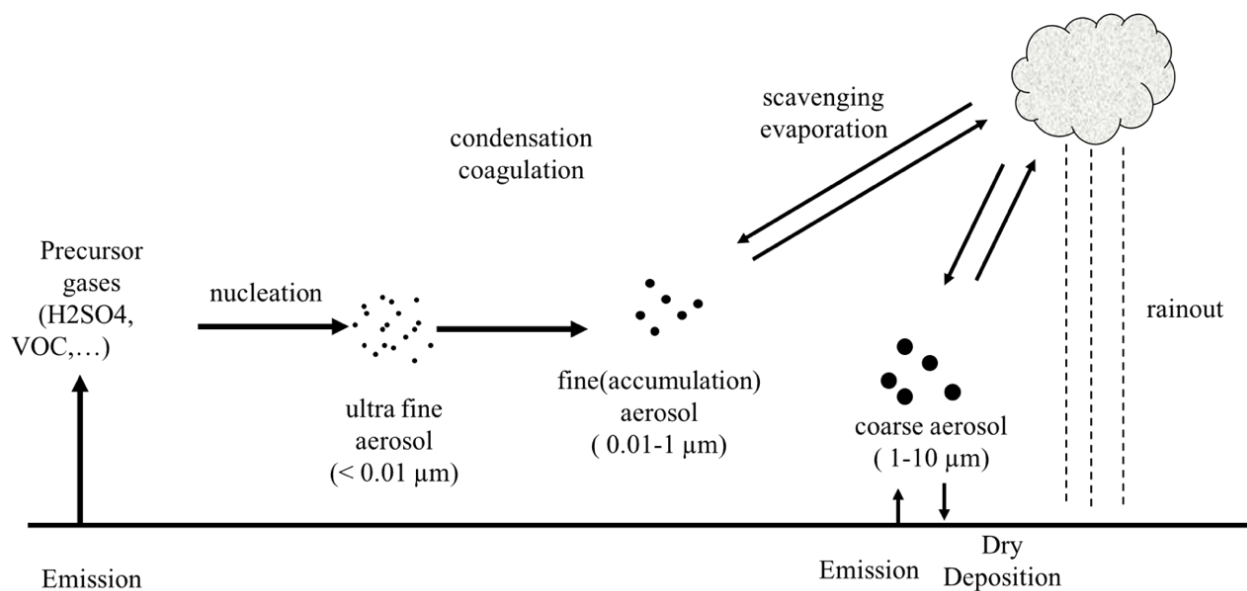 scavenging
evaporation
condensation
coagulation
Precursor
gases
(H2SO4,
VOC,…)
nucleation
rainout
ultra fine
aerosol
(< 0.01 µm)
fine(accumulation)
aerosol
( 0.01-1 µm)
coarse aerosol
( 1-10 µm)
Emission
Emission
Dry
Deposition